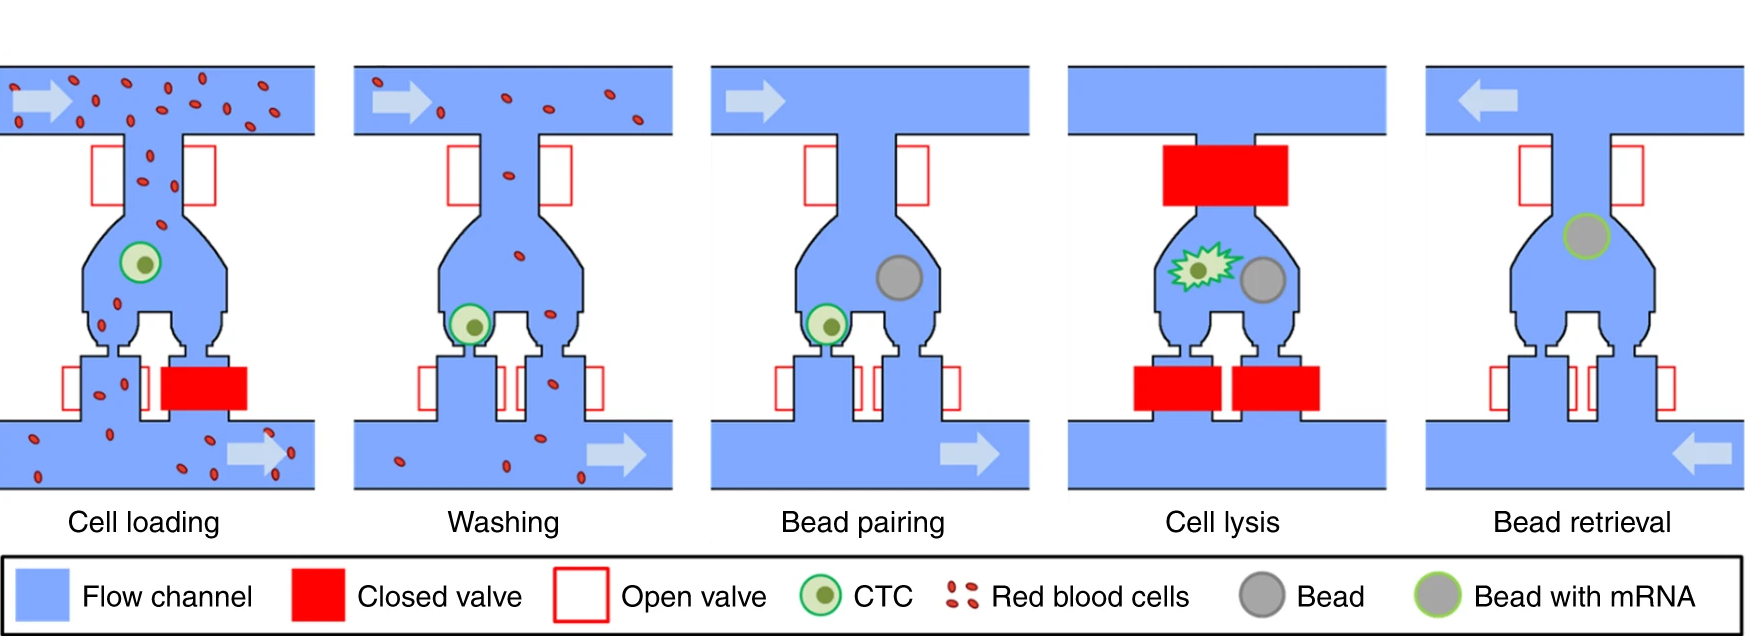 Cell loading
Washing
Bead pairing
Cell lysis
Bead retrieval
Flow channel
Closed valve
Open valve
CTC
Red blood cells
Bead
Bead with mRNA